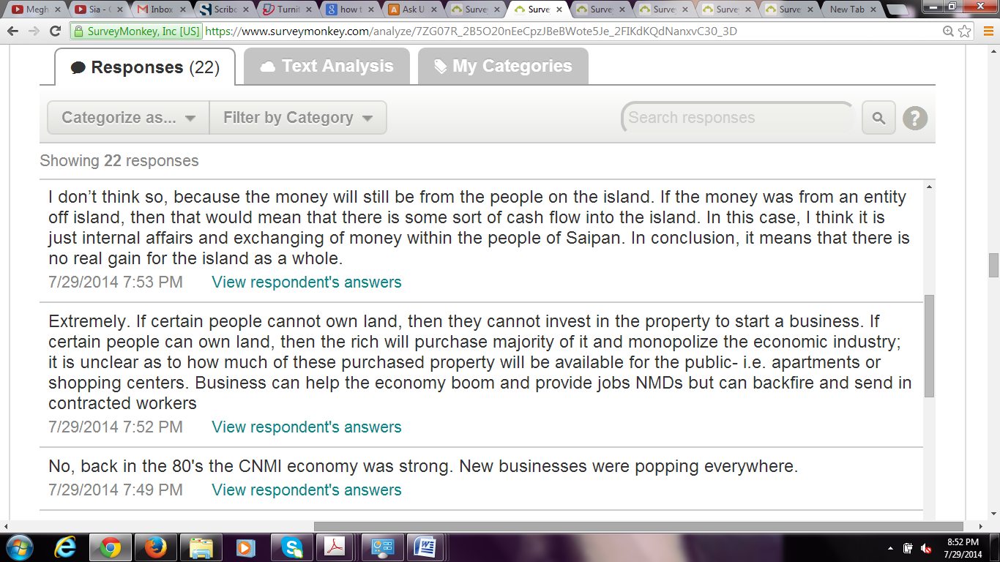 Megh
Sia - (
Inbox
Scribd
Turnit
how t
Ask U
Survey
Survey
Survey
Survey
Survey
Survey
New Tab
SurveyMonkey, Inc [US] https://www.surveymonkey.com/analyze/7ZG07R_2B5O20nEeCpzJBeBWote5Je_2FIKdKQdNanxvC30_3D
Responses (22)
Text Analysis
My Categories
Categorize as...
Filter by Category
Search responses
?
Showing 22 responses
I don’t think so, because the money will still be from the people on the island. If the money was from an entity
off island, then that would mean that there is some sort of cash flow into the island. In this case, I think it is
just internal affairs and exchanging of money within the people of Saipan. In conclusion, it means that there is
no real gain for the island as a whole.
7/29/2014 7:53 PM View respondent's answers
Extremely. If certain people cannot own land, then they cannot invest in the property to start a business. If
certain people can own land, then the rich will purchase majority of it and monopolize the economic industry;
it is unclear as to how much of these purchased property will be available for the public- i.e. apartments or
shopping centers. Business can help the economy boom and provide jobs NMDs but can backfire and send in
contracted workers
7/29/2014 7:52 PM View respondent's answers
No, back in the 80's the CNMI economy was strong. New businesses were popping everywhere.
7/29/2014 7:49 PM View respondent's answers
8:52 PM
7/29/2014